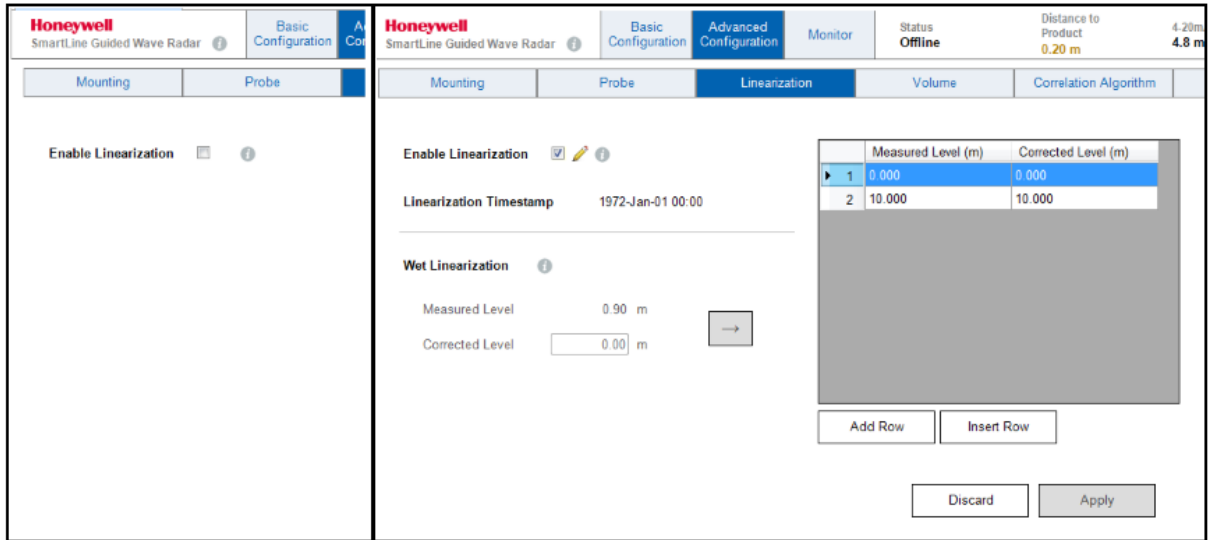 Honeywell
SmartLine Guided Wave Radar
Basic
Configuration
Mounting
Probe
Enable Linearization
Honeywell
SmartLine Guided Wave Radar
Basic
Configuration
Advanced
Configuration
Monitor
Status
Offline
Distance to
Product
0.20 m
4.8 m
Mounting
Probe
Linearization
Volume
Correlation Algorithm
Enable Linearization
Linearization Timestamp 1972-Jan-01 00:00
Wet Linearization
Measured Level 0.90 m
Corrected Level 0.00 m
→
Measured Level (m) Corrected Level (m)
1 0.000 0.000
2 10.000 10.000
Add Row
Insert Row
Discard
Apply